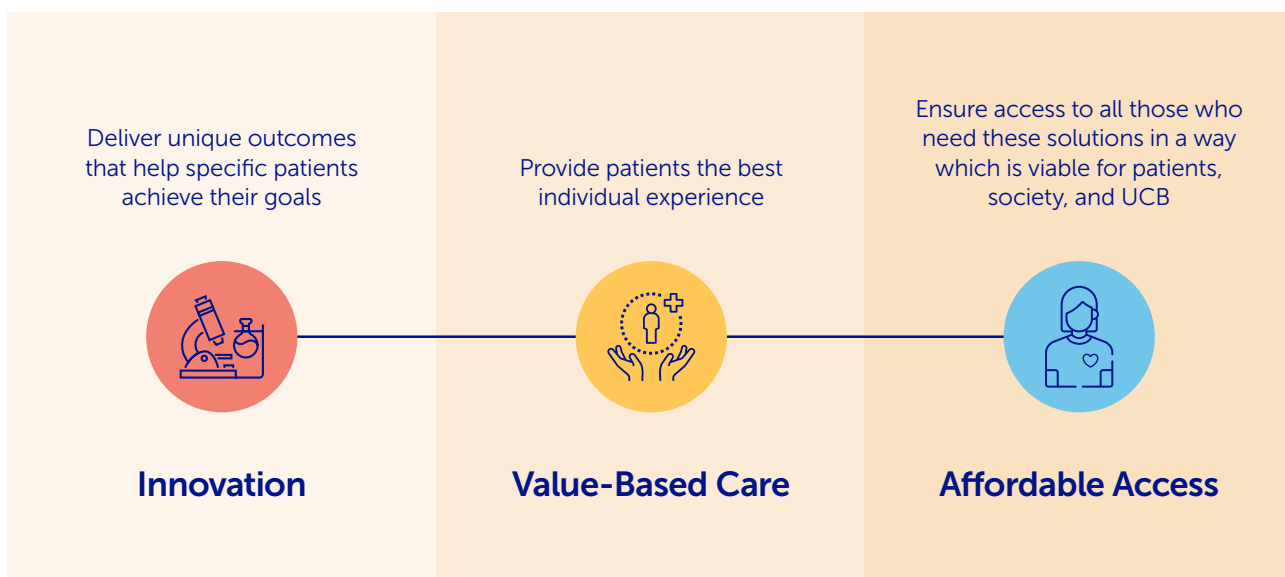 Deliver unique outcomes
that help specific patients
achieve their goals
Innovation
Provide patients the best
individual experience
Value-Based Care
Ensure access to all those who
need these solutions in a way
which is viable for patients,
society, and UCB
Affordable Access